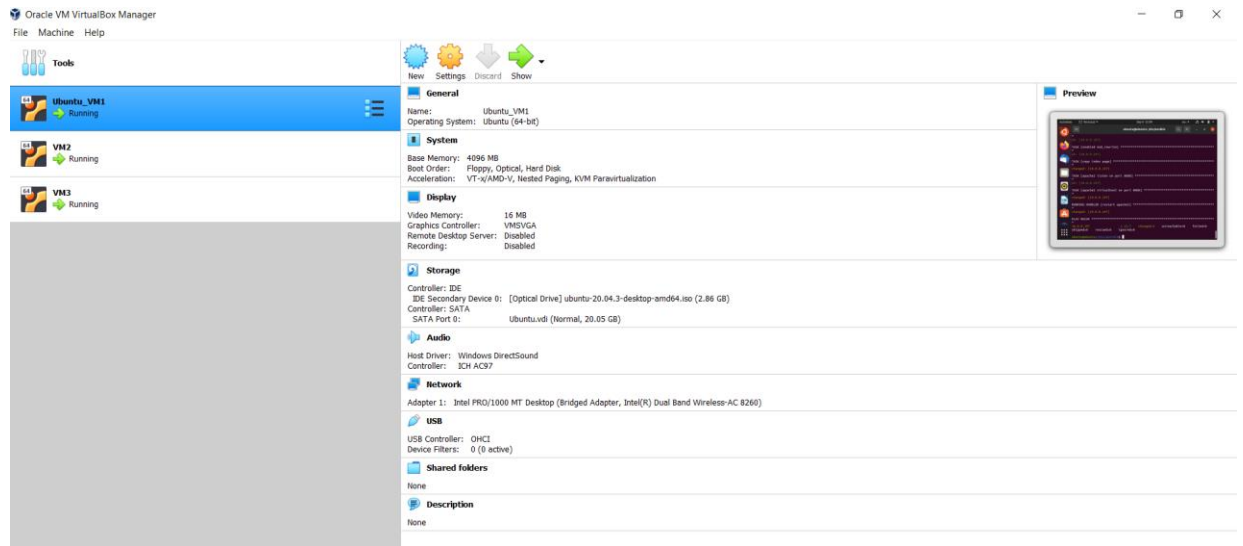 Oracle VM VirtualBox Manager
File Machine Help
Tools
New Settings Discard Show
64 Ubuntu_VM1
Running
64 VM2
Running
64 VM3
Running
General
Name: Ubuntu_VM1
Operating System: Ubuntu (64-bit)
System
Base Memory: 4096 MB
Boot Order: Floppy, Optical, Hard Disk
Acceleration: VT-x/AMD-V, Nested Paging, KVM Paravirtualization
Display
Video Memory: 16 MB
Graphics Controller: VMSVGA
Remote Desktop Server: Disabled
Recording: Disabled
Storage
Controller: IDE
IDE Secondary Device 0: [Optical Drive] ubuntu-20.04.3-desktop-amd64.iso (2.86 GB)
Controller: SATA
SATA Port 0: Ubuntu.vdi (Normal, 20.05 GB)
Audio
Host Driver: Windows DirectSound
Controller: ICH AC97
Network
Adapter 1: Intel PRO/1000 MT Desktop (Bridged Adapter, Intel(R) Dual Band Wireless-AC 8260)
USB
USB Controller: OHCI
Device Filters: 0 (0 active)
Shared folders
None
Description
None
Preview